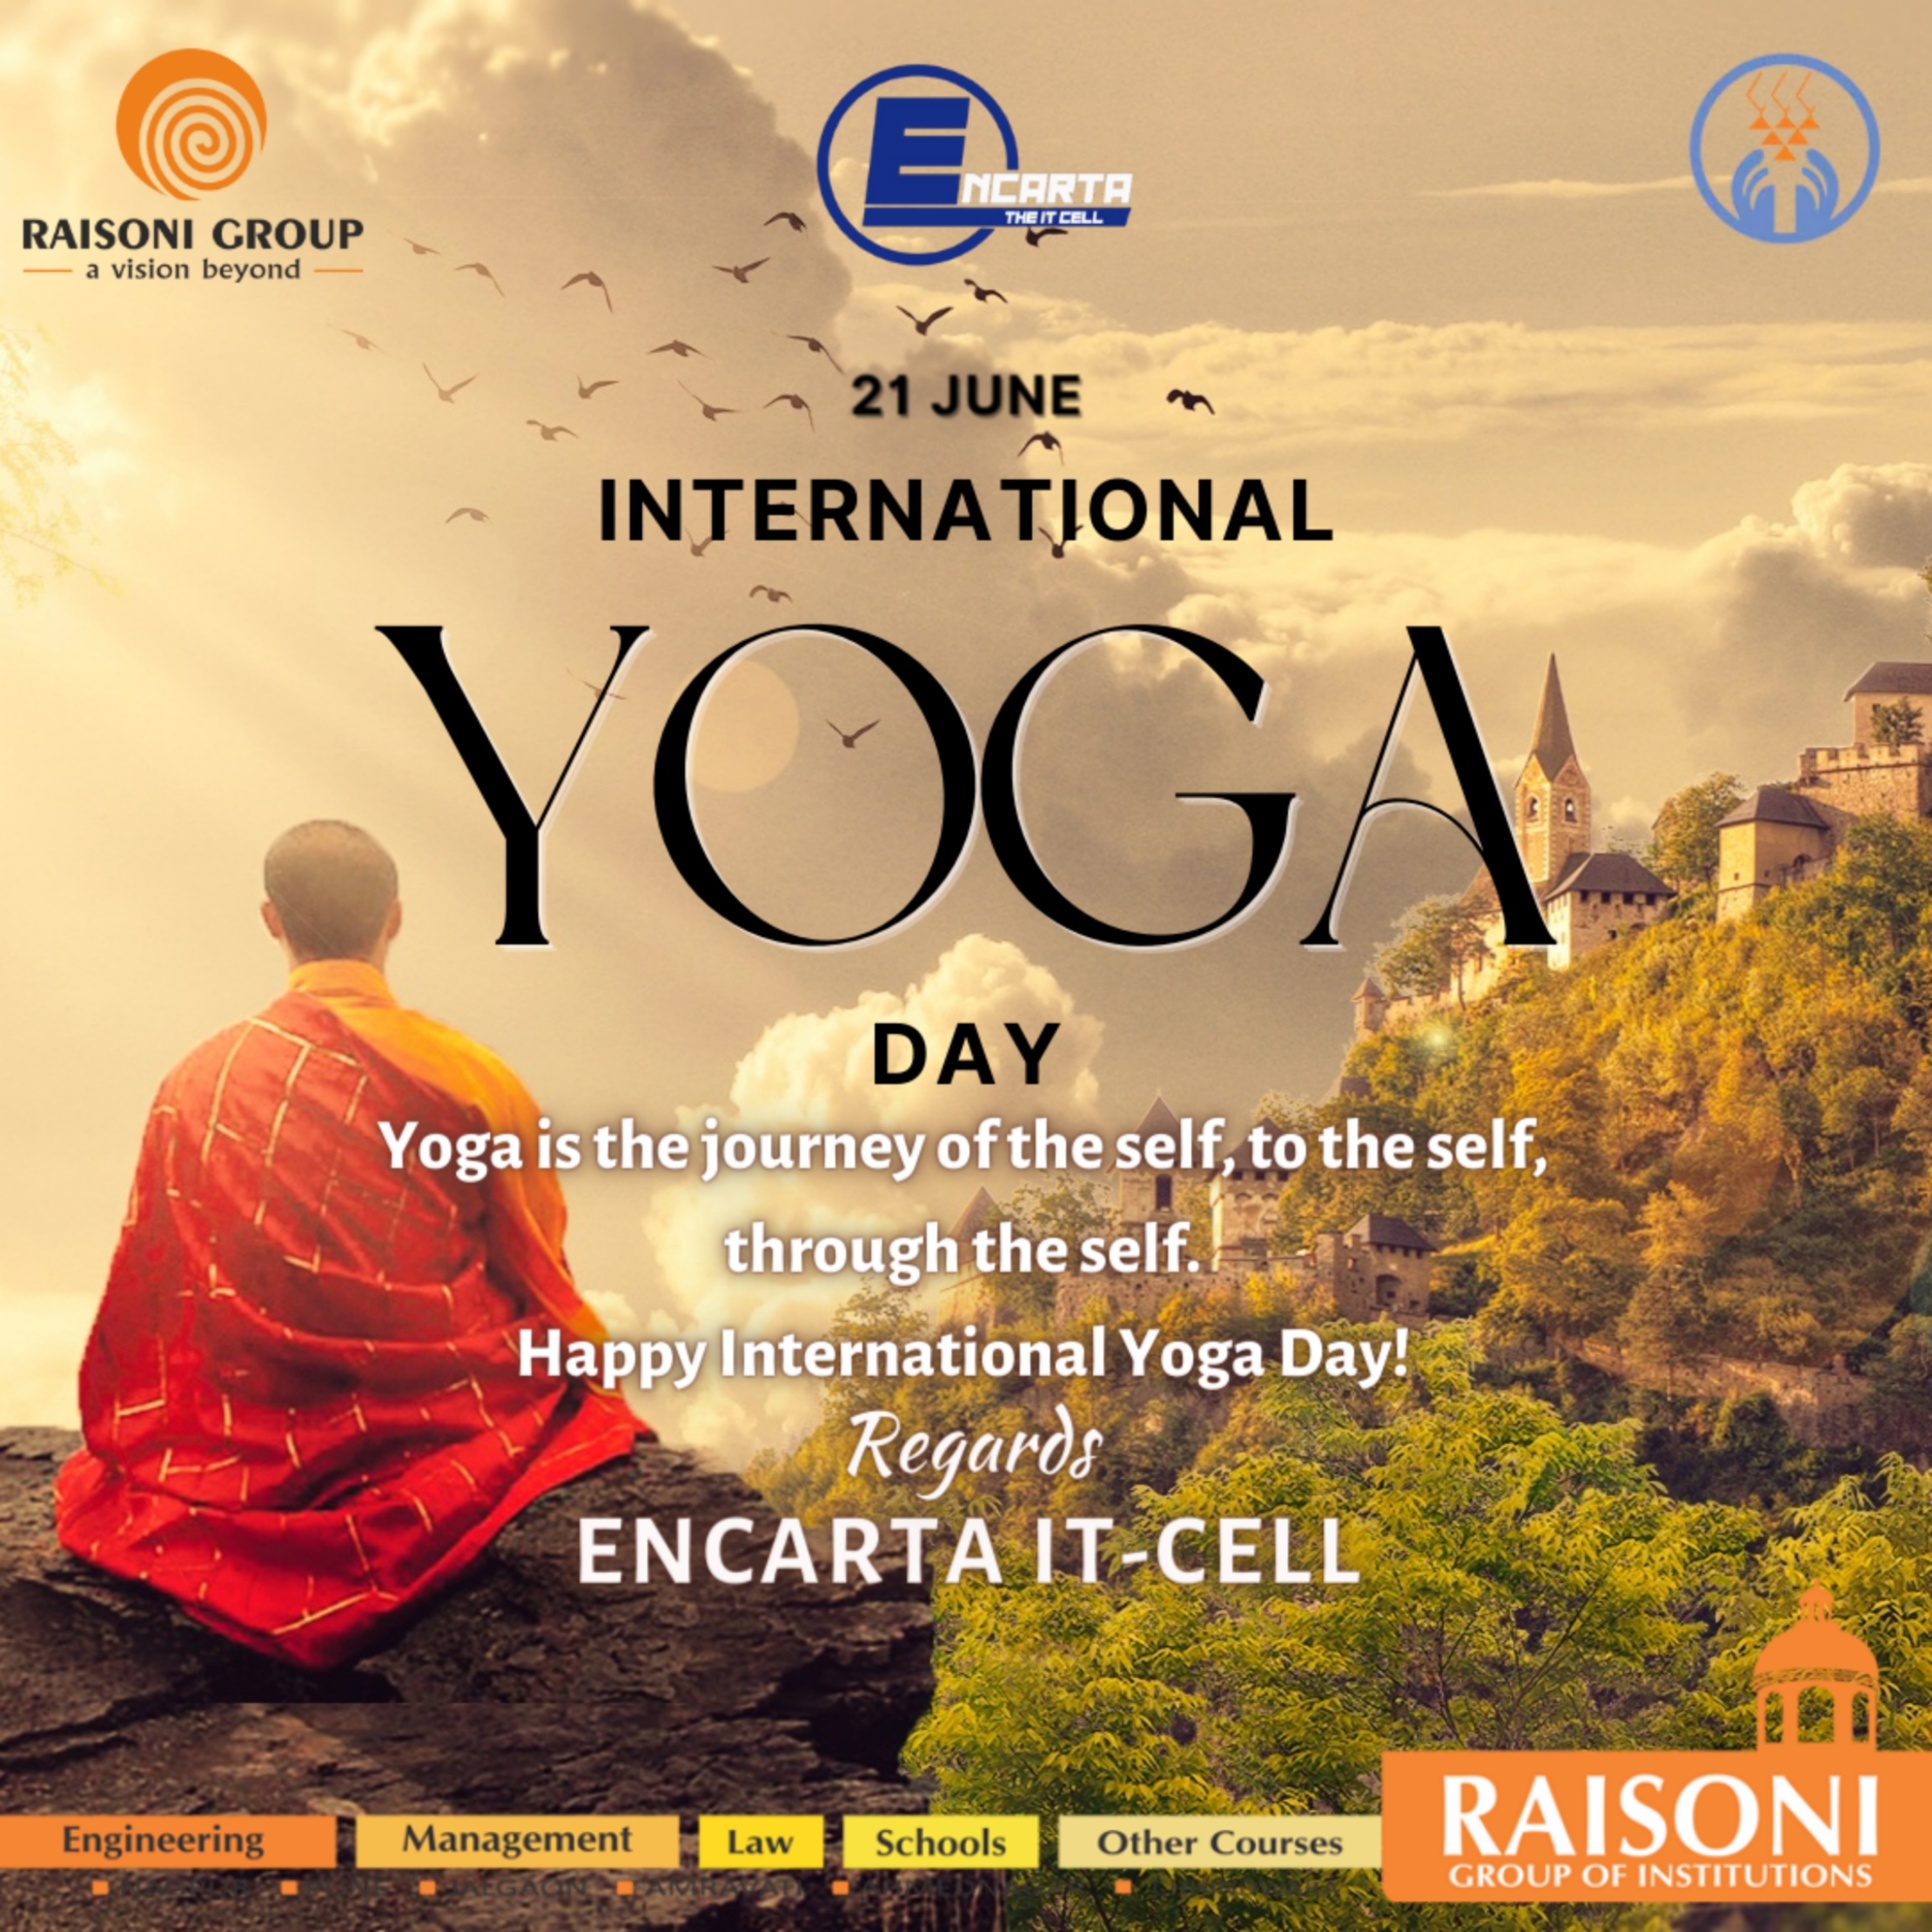 RAISONI GROUP
a vision beyond
ENCARTA
THE IT CELL
21 JUNE
INTERNATIONAL
YOGA
DAY
Yoga is the journey of the self, to the self,
through the self.
Happy International Yoga Day!
Regards
ENCARTA IT-CELL
Engineering Management Law Schools Other Courses
JALGAON AMRAVATI
RAISONI
GROUP OF INSTITUTIONS